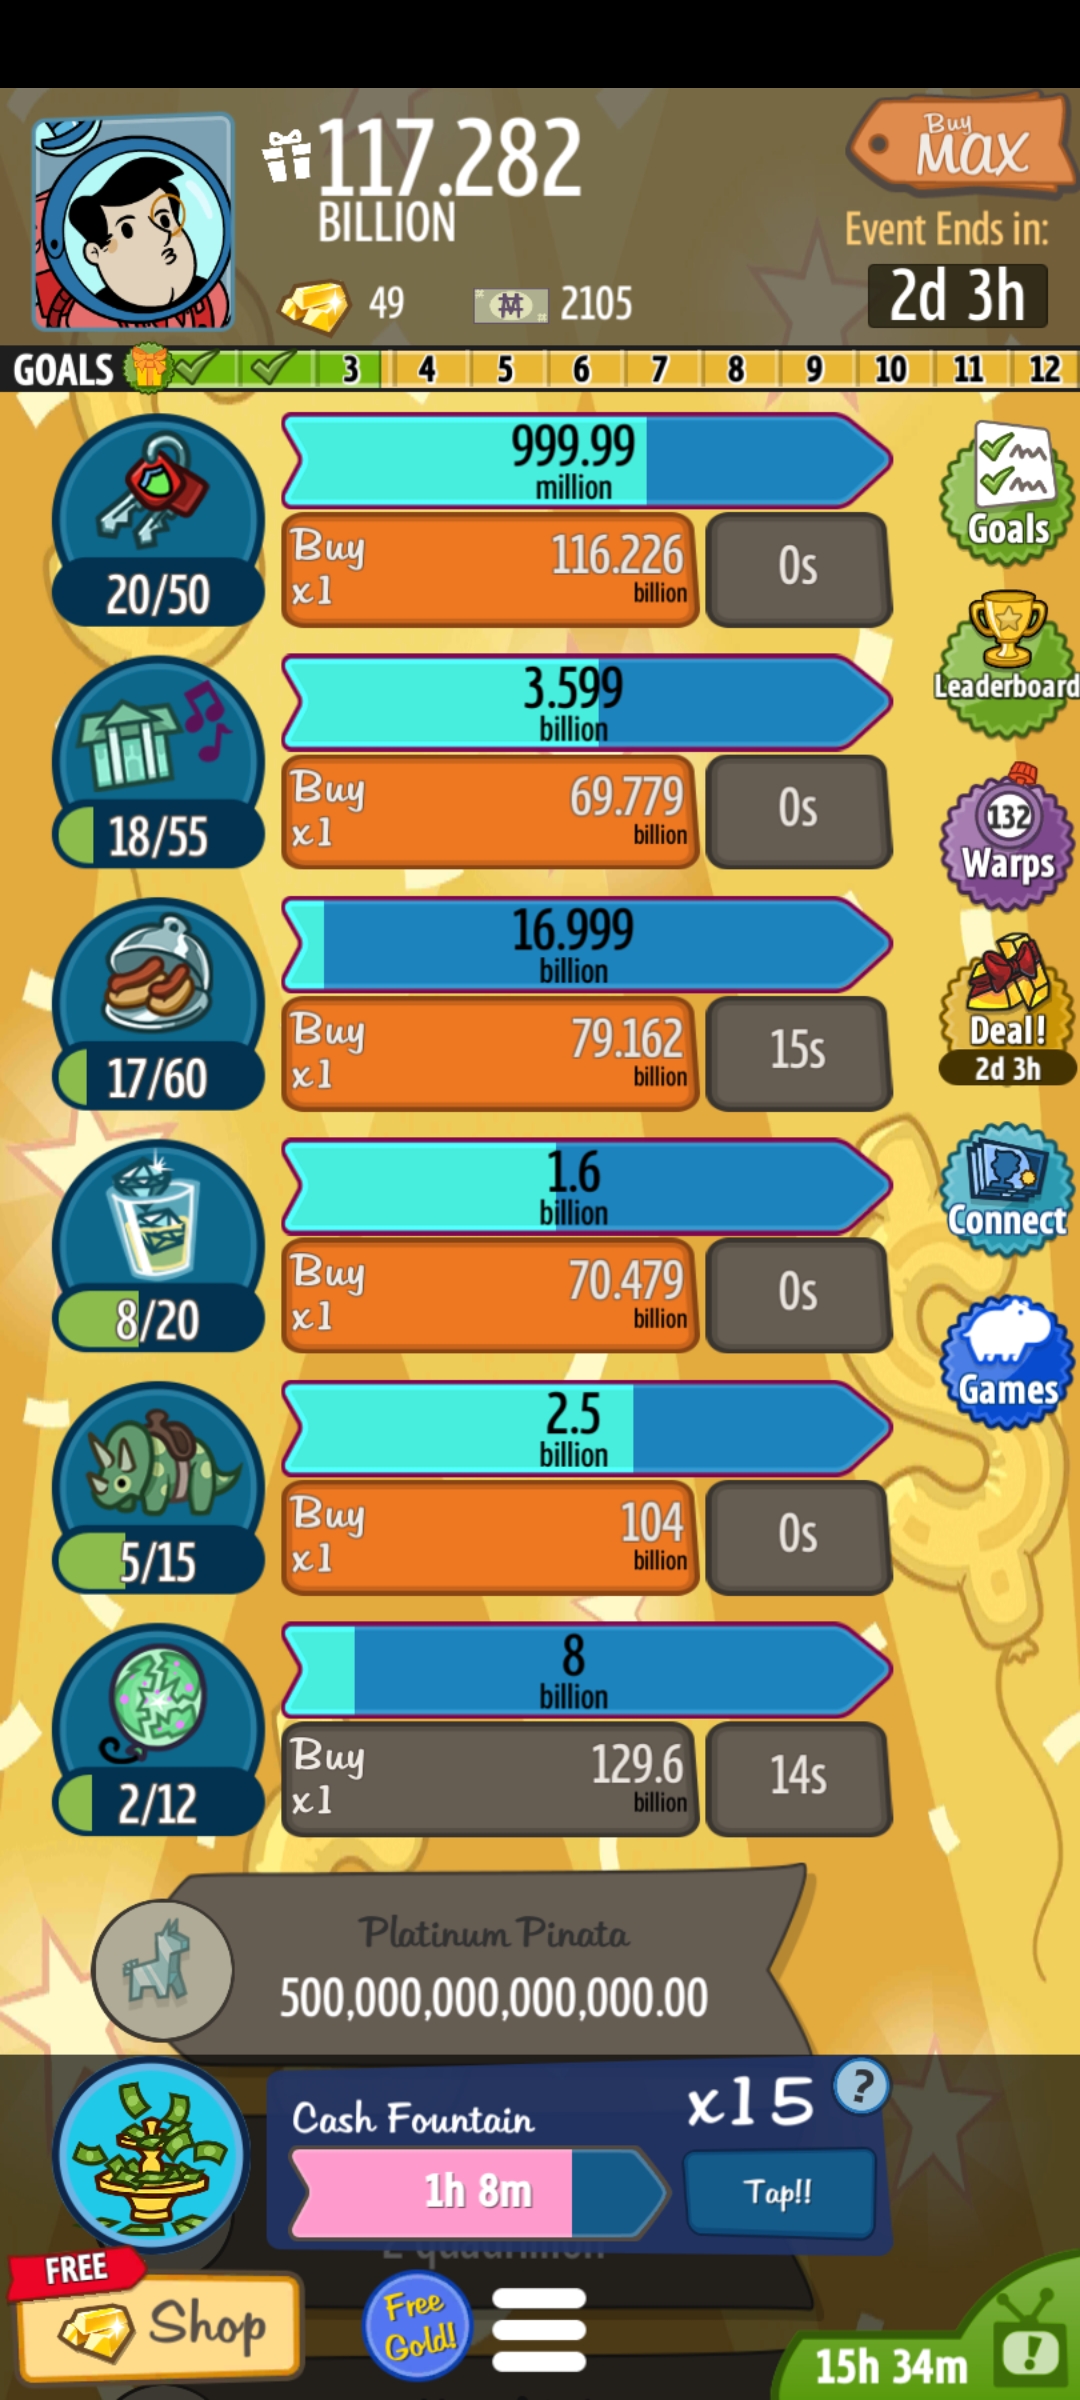 117.282
BILLION
Buy
MAX
Event Ends in:
2d 3h
49
2105
GOALS 3 4 5 6 7 8 9 10 11 12
999.99
million
Buy
x1
116.226
billion
0s
20/50
Goals
3.599
billion
Buy
x1
69.779
billion
0s
18/55
Leaderboard
16.999
billion
Buy
x1
79.162
billion
15s
17/60
132
Warps
1.6
billion
Buy
x1
70.479
billion
0s
8/20
Deal!
2d 3h
2.5
billion
Buy
x1
104
billion
0s
5/15
Connect
8
billion
Buy
x1
129.6
billion
14s
2/12
Games
Platinum Pinata
500,000,000,000,000.00
Cash Fountain
x15
?
1h 8m
Tap!!
FREE
Shop
Free
Gold!
15h 34m